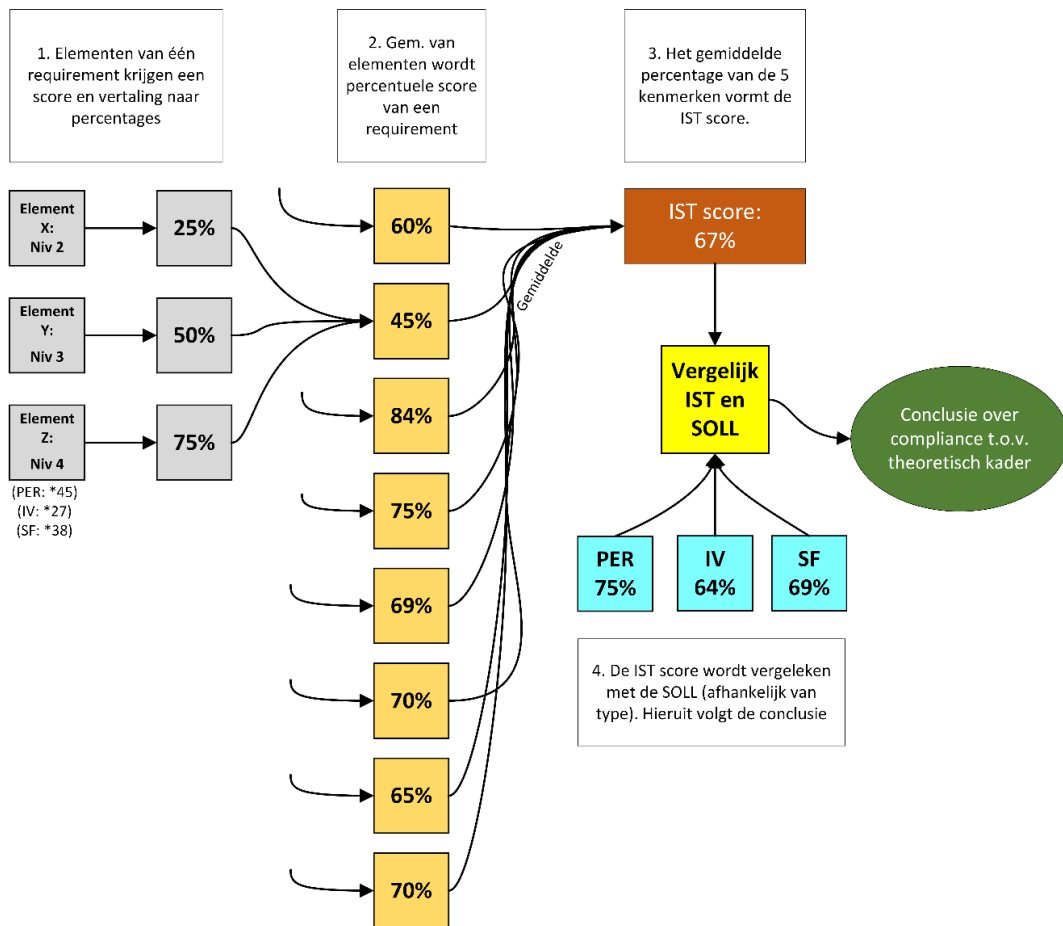 1. Elementen van één
requirement krijgen een
score en vertaling naar
percentages
2. Gem. van
elementen wordt
percentuele score
van een
requirement
3. Het gemiddelde
percentage van de 5
kenmerken vormt de
IST score.
Element
X:
Niv 2
25%
Element
Y:
Niv 3
50%
Element
Z:
Niv 4
75%
(PER: *45)
(IV: *27)
(SF: *38)
60%
45%
84%
75%
69%
70%
65%
70%
Gemiddelde
IST score:
67%
Vergelijk
IST en
SOLL
Conclusie over
compliance t.o.v.
theoretisch kader
PER
75%
IV
64%
SF
69%
4. De IST score wordt vergeleken
met de SOLL (afhankelijk van
type). Hieruit volgt de conclusie